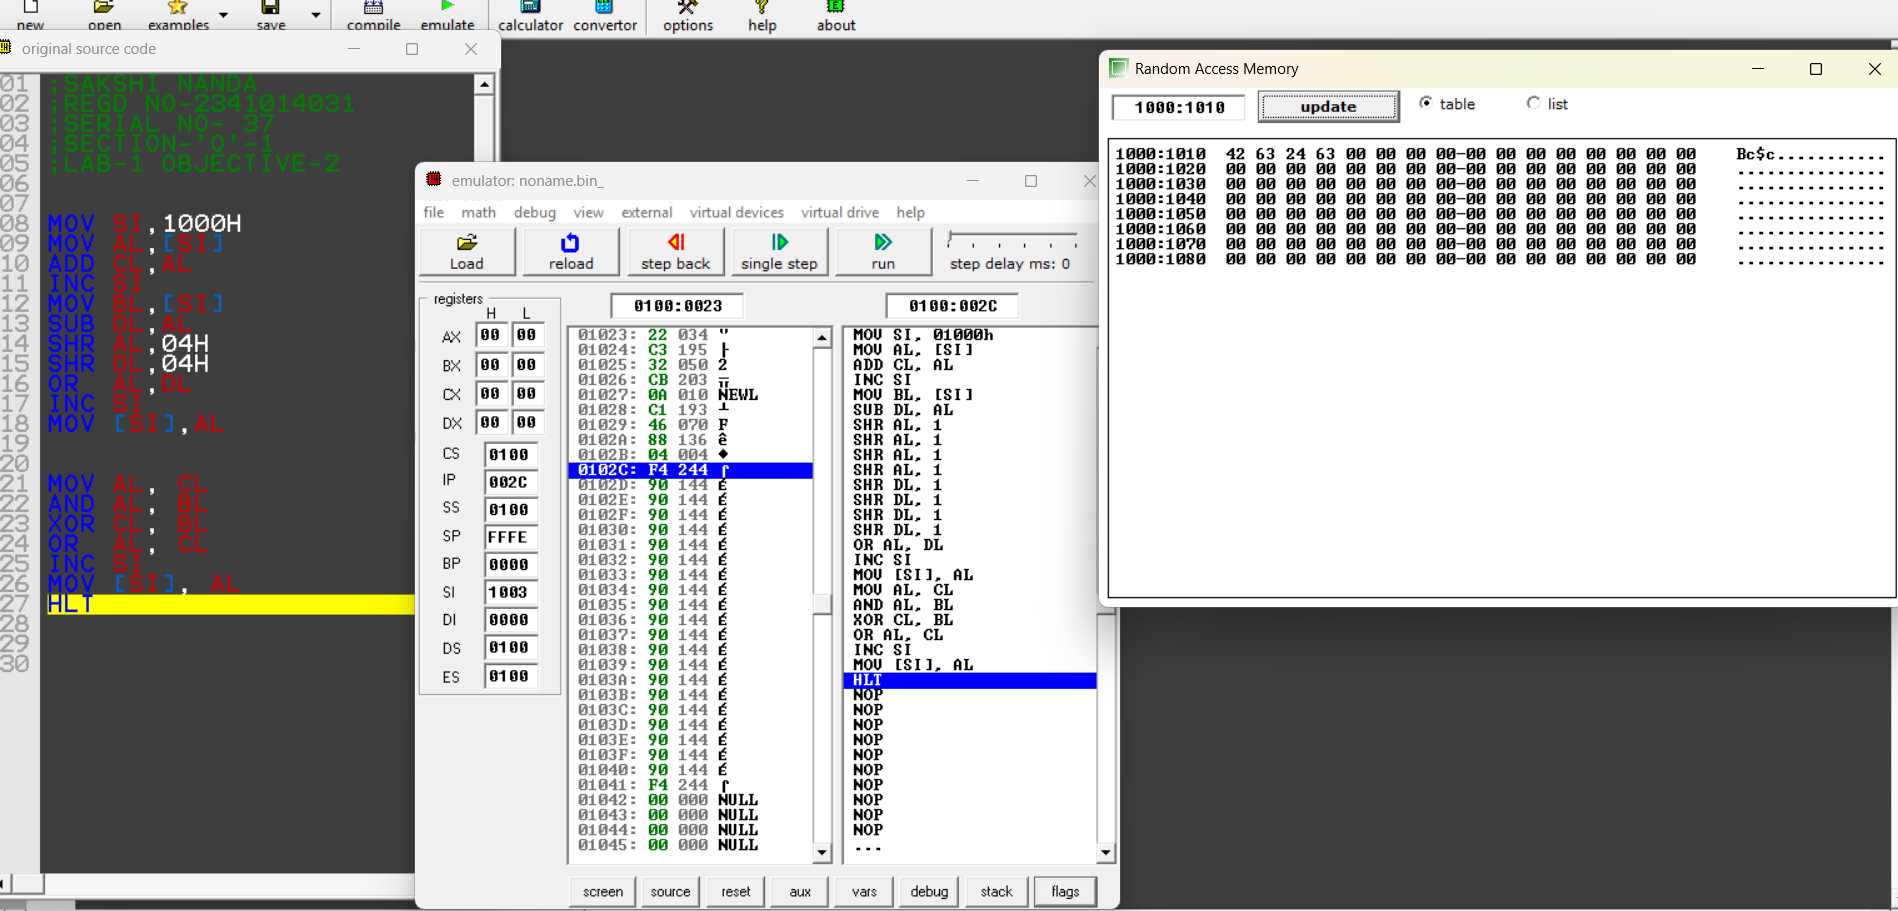 new open examples save compile emulate calculator convertor options help about
original source code
01 ;SAKSHI NANDA
02 ;REGD NO-2341014031
03 ;SERIAL NO- 37
04 ;SECTION-'O'-1
05 ;LAB-1 OBJECTIVE-2
06
07
08 MOV SI,1000H
09 MOV AL,[SI]
10 ADD CL,AL
11 INC SI
12 MOV BL,[SI]
13 SUB DL,AL
14 SHR AL,04H
15 SHR DL,04H
16 OR AL,DL
17 INC SI
18 MOV [SI],AL
19
20
21 MOV AL, CL
22 AND AL, BL
23 XOR CL, BL
24 OR AL, CL
25 INC SI
26 MOV [SI], AL
27 HLT
28
29
30
emulator: noname.bin_
file math debug view external virtual devices virtual drive help
Load reload step back single step run step delay ms: 0
registers
H L
AX 00 00
BX 00 00
CX 00 00
DX 00 00
CS 0100
IP 002C
SS 0100
SP FFFE
BP 0000
SI 1003
DI 0000
DS 0100
ES 0100
0100:0023
01023: 22 034 "
01024: C3 195 ├
01025: 32 050 2
01026: CB 203 ╦
01027: 0A 010 NEWL
01028: C1 193 ┴
01029: 46 070 F
0102A: 88 136 ê
0102B: 04 004 ♦
0102C: F4 244 ⌠
0102D: 90 144 É
0102E: 90 144 É
0102F: 90 144 É
01030: 90 144 É
01031: 90 144 É
01032: 90 144 É
01033: 90 144 É
01034: 90 144 É
01035: 90 144 É
01036: 90 144 É
01037: 90 144 É
01038: 90 144 É
01039: 90 144 É
0103A: 90 144 É
0103B: 90 144 É
0103C: 90 144 É
0103D: 90 144 É
0103E: 90 144 É
0103F: 90 144 É
01040: 90 144 É
01041: F4 244 ⌠
01042: 00 000 NULL
01043: 00 000 NULL
01044: 00 000 NULL
01045: 00 000 NULL
0100:002C
MOV SI, 01000h
MOV AL, [SI]
ADD CL, AL
INC SI
MOV BL, [SI]
SUB DL, AL
SHR AL, 1
SHR AL, 1
SHR AL, 1
SHR AL, 1
SHR DL, 1
SHR DL, 1
SHR DL, 1
SHR DL, 1
OR AL, DL
INC SI
MOV [SI], AL
MOV AL, CL
AND AL, BL
XOR CL, BL
OR AL, CL
INC SI
MOV [SI], AL
HLT
NOP
NOP
NOP
NOP
NOP
NOP
NOP
NOP
NOP
NOP
...
screen source reset aux vars debug stack flags
Random Access Memory
1000:1010 update table list
1000:1010 42 63 24 63 00 00 00 00-00 00 00 00 00 00 00 00 Bc$c...........
1000:1020 00 00 00 00 00 00 00 00-00 00 00 00 00 00 00 00 ...............
1000:1030 00 00 00 00 00 00 00 00-00 00 00 00 00 00 00 00 ...............
1000:1040 00 00 00 00 00 00 00 00-00 00 00 00 00 00 00 00 ...............
1000:1050 00 00 00 00 00 00 00 00-00 00 00 00 00 00 00 00 ...............
1000:1060 00 00 00 00 00 00 00 00-00 00 00 00 00 00 00 00 ...............
1000:1070 00 00 00 00 00 00 00 00-00 00 00 00 00 00 00 00 ...............
1000:1080 00 00 00 00 00 00 00 00-00 00 00 00 00 00 00 00 ...............